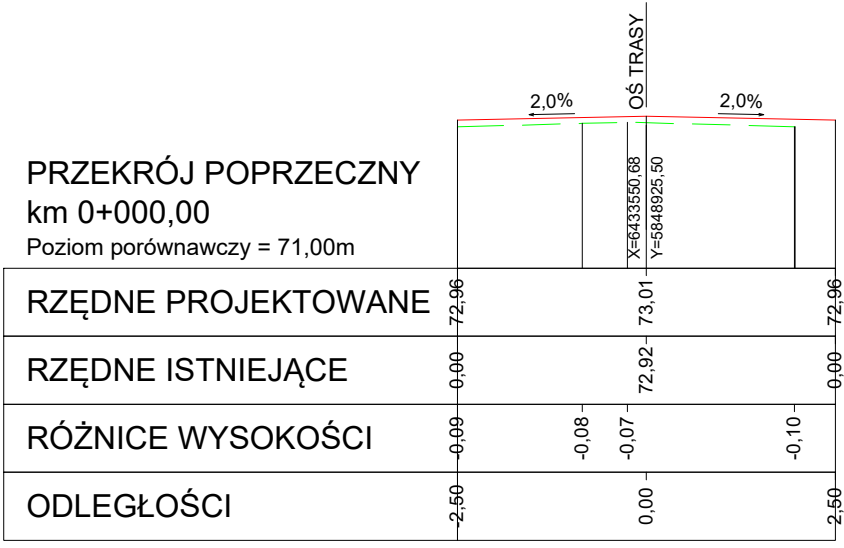 OŚ TRASY
2,0%
2,0%
X=6433550,68
Y=5848925,50
PRZEKRÓJ POPRZECZNY
km 0+000,00
Poziom porównawczy = 71,00m
RZĘDNE PROJEKTOWANE 72,96 73,01 72,96
RZĘDNE ISTNIEJĄCE 0,00 72,92 0,00
RÓŻNICE WYSOKOŚCI -0,09 -0,08 -0,07 -0,10
ODLEGŁOŚCI -2,50 0,00 2,50